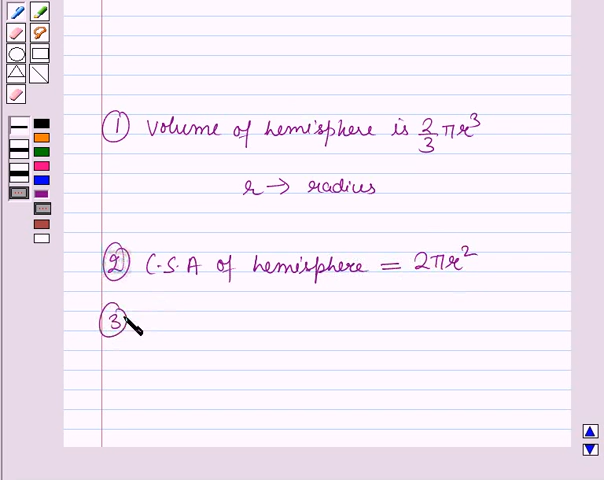 ① Volume of hemisphere is 2/3 πr³
r → radius
② C.S.A of hemisphere = 2πr²
③